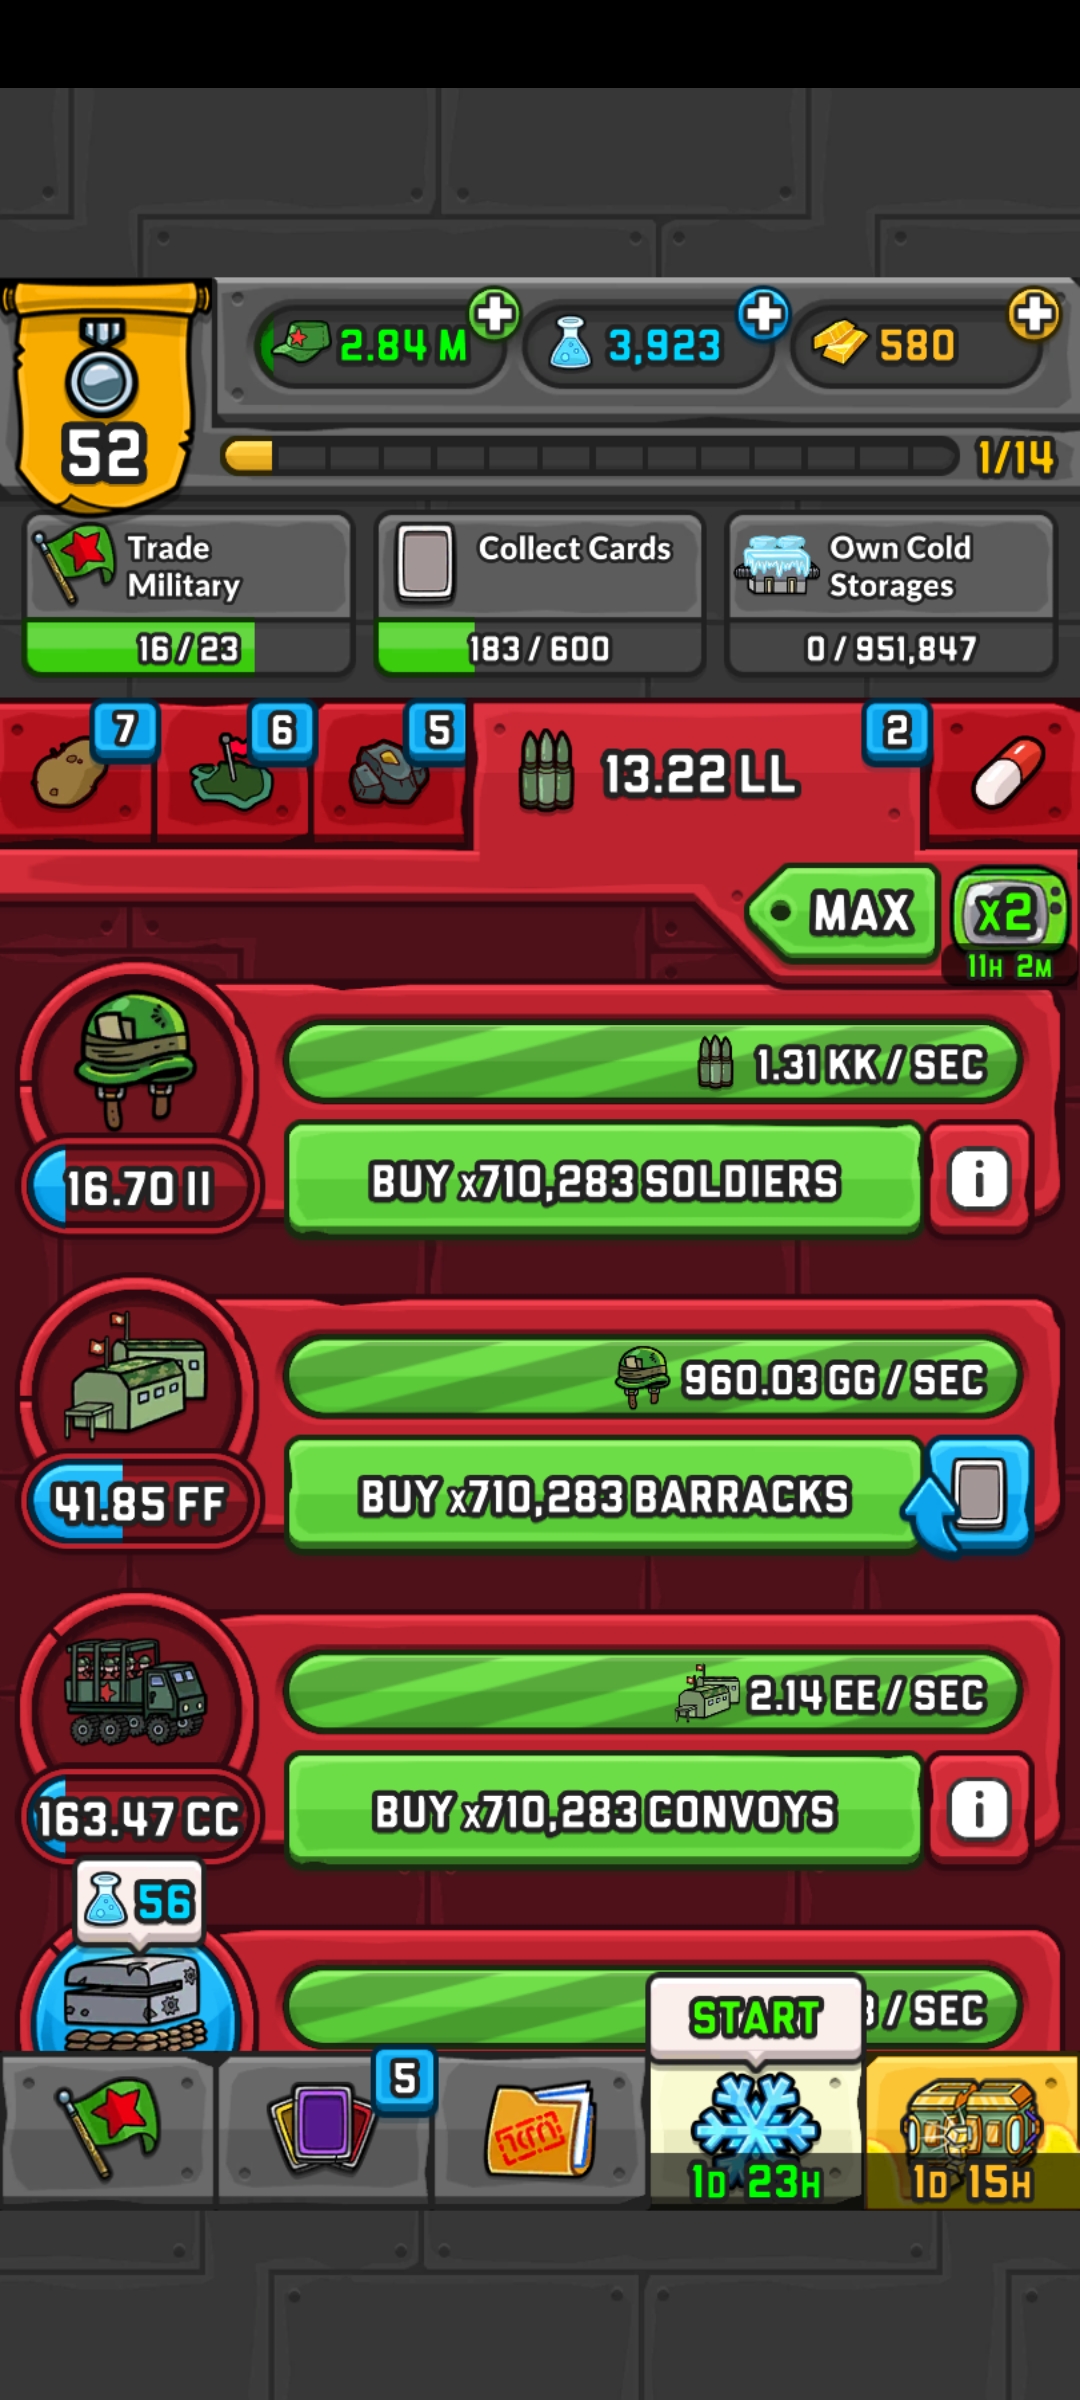 52
2.84 M
3,923
580
1/14
Trade
Military
16/23
Collect Cards
183/600
Own Cold
Storages
0/951,847
7
6
5
13.22 LL
2
MAX
x2
11H 2M
1.31 KK / SEC
16.70 II
BUY x710,283 SOLDIERS
i
960.03 GG / SEC
41.85 FF
BUY x710,283 BARRACKS
2.14 EE / SEC
163.47 CC
BUY x710,283 CONVOYS
i
56
/ SEC
START
5
1D 23H
1D 15H